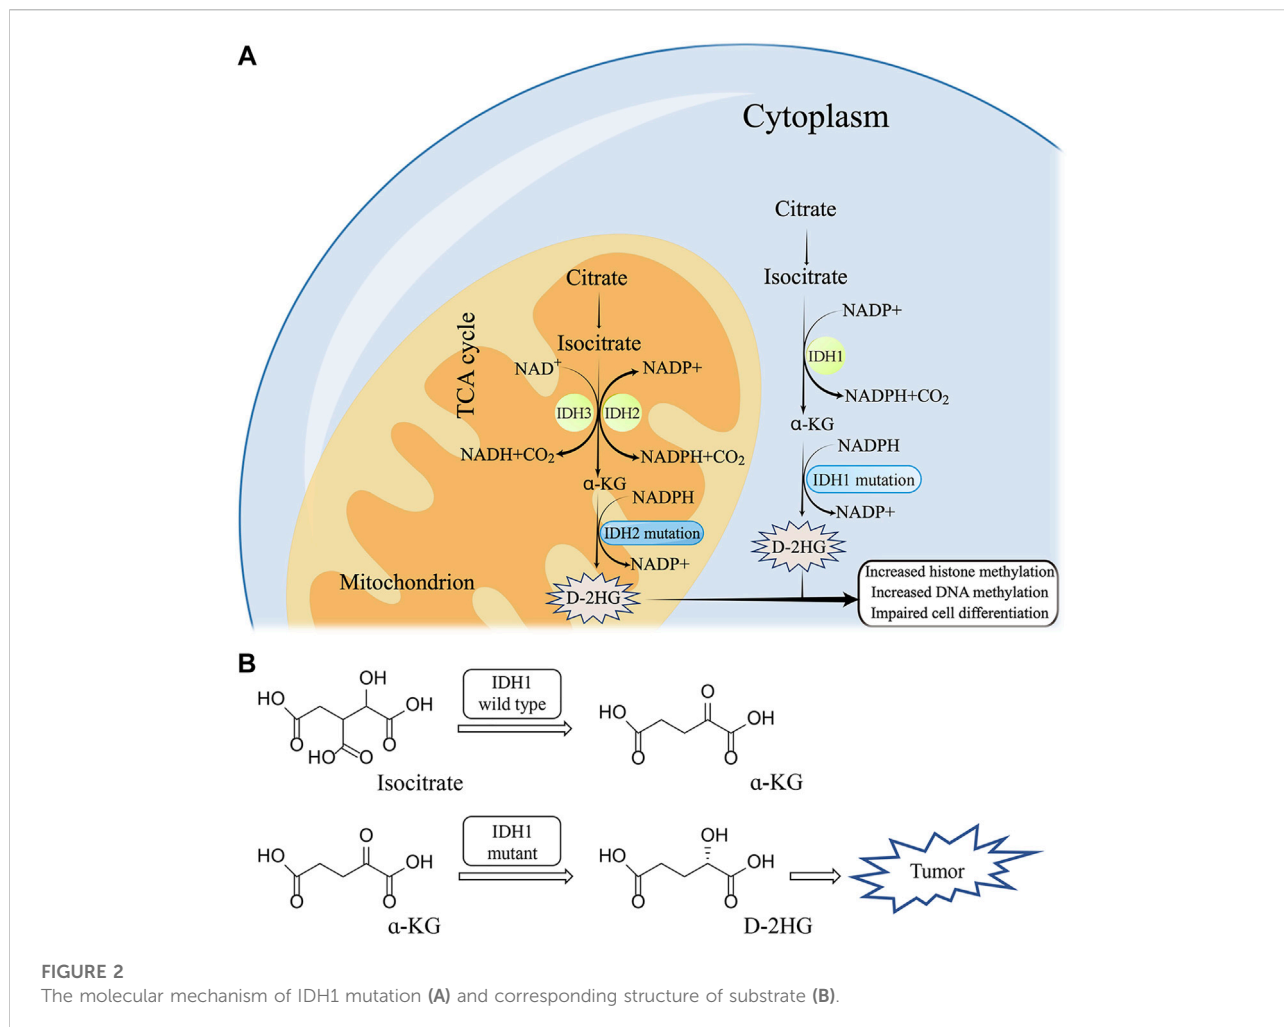 A
Cytoplasm
Citrate
Isocitrate
NADP+
IDH1
NADPH+CO₂
α-KG
NADPH
IDH1 mutation
NADP+
D-2HG
TCA cycle
Citrate
Isocitrate
NAD⁺
NADP+
IDH3
IDH2
NADH+CO₂
NADPH+CO₂
α-KG
NADPH
IDH2 mutation
NADP+
Mitochondrion
D-2HG
Increased histone methylation
Increased DNA methylation
Impaired cell differentiation
B
HO
O
OH
HO
O
OH
O
Isocitrate
IDH1
wild type
HO
O
O
OH
O
α-KG
HO
O
O
OH
O
α-KG
IDH1
mutant
HO
O
OH
OH
O
D-2HG
Tumor
FIGURE 2
The molecular mechanism of IDH1 mutation (A) and corresponding structure of substrate (B).